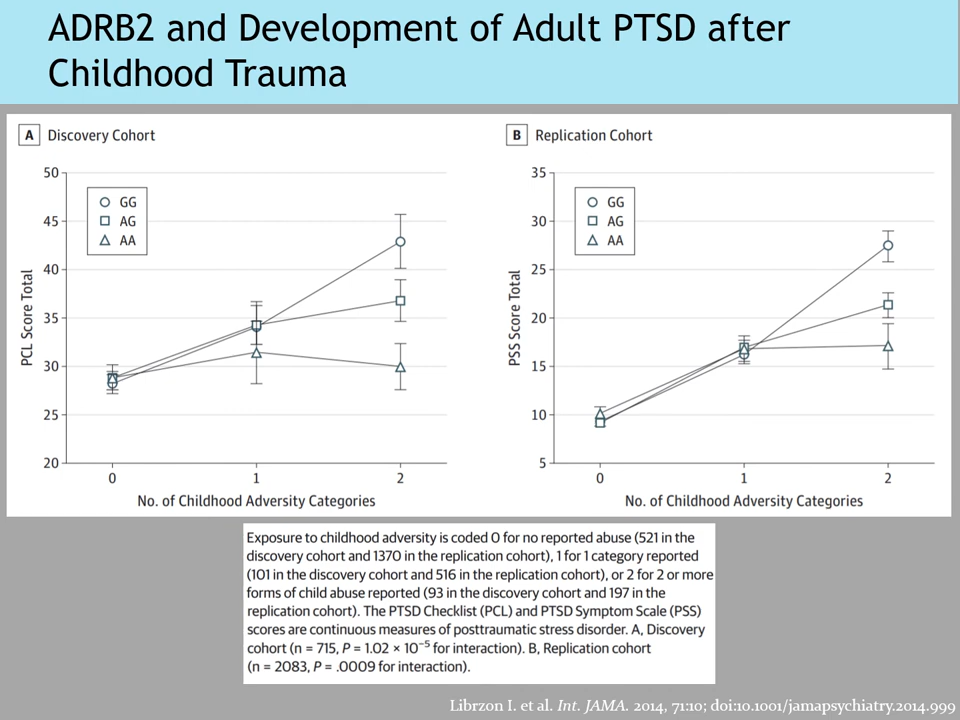 ADRB2 and Development of Adult PTSD after
Childhood Trauma
A Discovery Cohort
50
45
40
35
30
25
20
PCL Score Total
GG
AG
AA
0 1 2
No. of Childhood Adversity Categories
B Replication Cohort
35
30
25
20
15
10
5
PSS Score Total
GG
AG
AA
0 1 2
No. of Childhood Adversity Categories
Exposure to childhood adversity is coded 0 for no reported abuse (521 in the
discovery cohort and 1370 in the replication cohort), 1 for 1 category reported
(101 in the discovery cohort and 516 in the replication cohort), or 2 for 2 or more
forms of child abuse reported (93 in the discovery cohort and 197 in the
replication cohort). The PTSD Checklist (PCL) and PTSD Symptom Scale (PSS)
scores are continuous measures of posttraumatic stress disorder. A, Discovery
cohort (n = 715, P = 1.02 × 10⁻⁵ for interaction). B, Replication cohort
(n = 2083, P = .0009 for interaction).
Librzon I. et al. Int. JAMA. 2014, 71:10; doi:10.1001/jamapsychiatry.2014.999